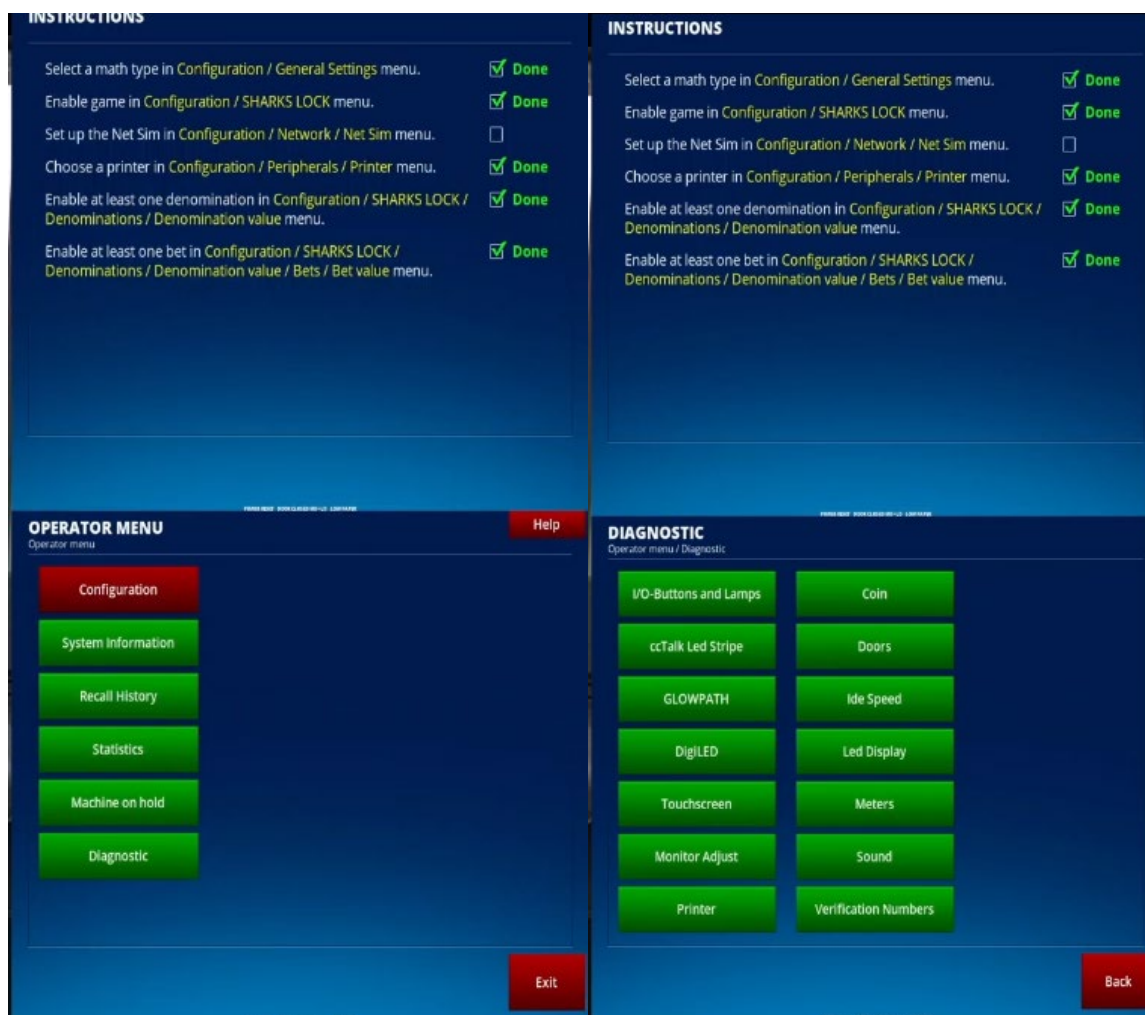 INSTRUCTIONS
Select a math type in Configuration / General Settings menu.
Done
Enable game in Configuration / SHARKS LOCK menu.
Done
Set up the Net Sim in Configuration / Network / Net Sim menu.
Choose a printer in Configuration / Peripherals / Printer menu.
Done
Enable at least one denomination in Configuration / SHARKS LOCK /
Denominations / Denomination value menu.
Done
Enable at least one bet in Configuration / SHARKS LOCK /
Denominations / Denomination value / Bets / Bet value menu.
Done
OPERATOR MENU
Operator menu
Help
Configuration
System Information
Recall History
Statistics
Machine on hold
Diagnostic
Exit
INSTRUCTIONS
Select a math type in Configuration / General Settings menu.
Done
Enable game in Configuration / SHARKS LOCK menu.
Done
Set up the Net Sim in Configuration / Network / Net Sim menu.
Choose a printer in Configuration / Peripherals / Printer menu.
Done
Enable at least one denomination in Configuration / SHARKS LOCK /
Denominations / Denomination value menu.
Done
Enable at least one bet in Configuration / SHARKS LOCK /
Denominations / Denomination value / Bets / Bet value menu.
Done
DIAGNOSTIC
Operator menu / Diagnostic
I/O-Buttons and Lamps
Coin
ccTalk Led Stripe
Doors
GLOWPATH
Ide Speed
DigiLED
Led Display
Touchscreen
Meters
Monitor Adjust
Sound
Printer
Verification Numbers
Back